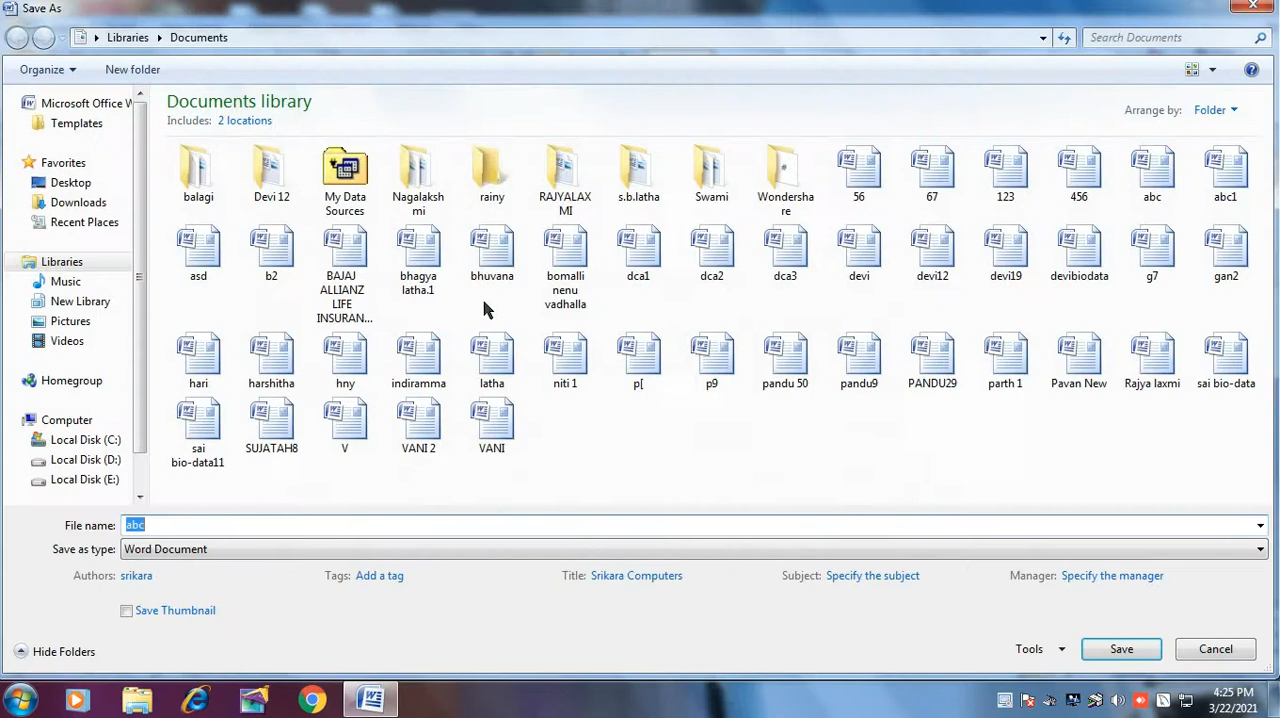 Save As
Libraries Documents
Search Documents
Organize New folder
Microsoft Office W
Templates
Favorites
Desktop
Downloads
Recent Places
Libraries
Music
New Library
Pictures
Videos
Homegroup
Computer
Local Disk (C:)
Local Disk (D:)
Local Disk (E:)
Documents library
Includes: 2 locations
Arrange by: Folder
balagi
Devi 12
My Data
Sources
Nagalaksh
mi
rainy
RAJYALAX
MI
s.b.latha
Swami
Wondersha
re
56
67
123
456
abc
abc1
asd
b2
BAJAJ
ALLIANZ
LIFE
INSURAN...
bhagya
latha.1
bhuvana
bomalli
nenu
vadhalla
dca1
dca2
dca3
devi
devi12
devi19
devibiodata
g7
gan2
hari
harshitha
hny
indiramma
latha
niti 1
p[
p9
pandu 50
pandu9
PANDU29
parth 1
Pavan New
Rajya laxmi
sai bio-data
sai
bio-data11
SUJATAH8
V
VANI 2
VANI
File name: abc
Save as type: Word Document
Authors: srikara Tags: Add a tag Title: Srikara Computers Subject: Specify the subject Manager: Specify the manager
Save Thumbnail
Hide Folders
Tools Save Cancel
4:25 PM
3/22/2021